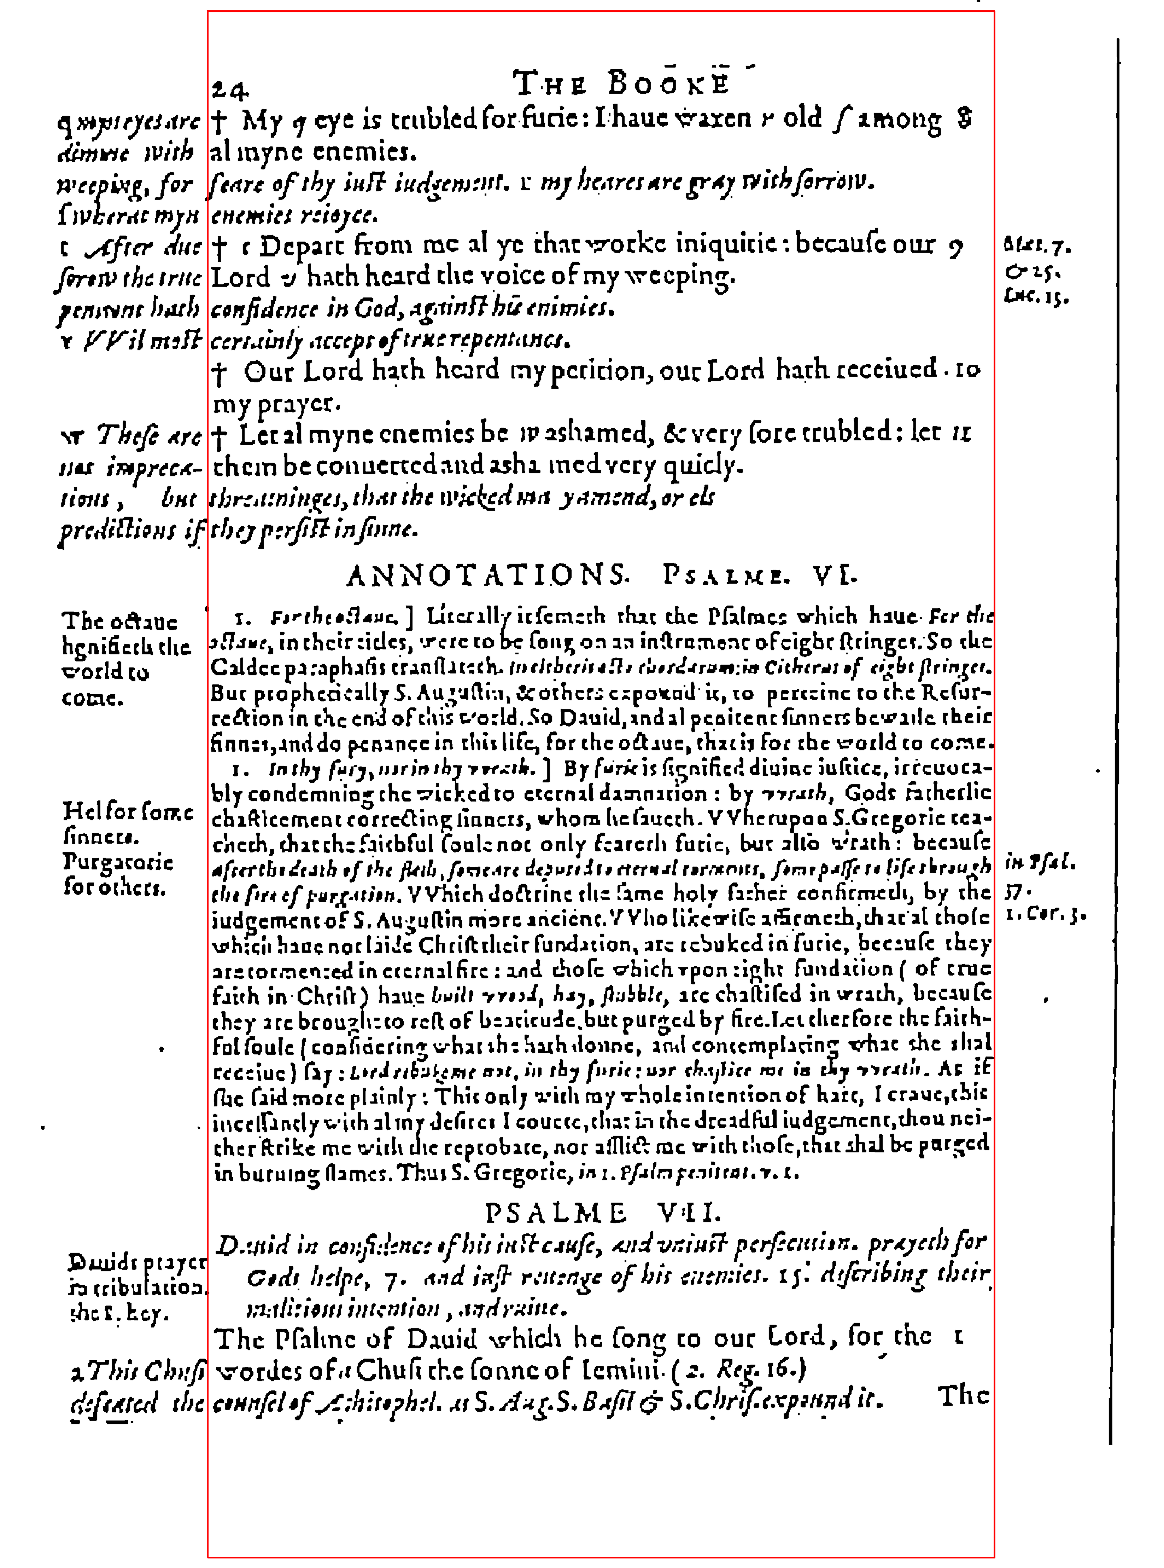 24 THE BOOKE
q myn eyes are † My q eye is trubled for furie: I haue waxen r old ſ among 8
dimme with al myne enemies.
weeping, for feare of thy iuſt iudgement. r my heares are gray with ſorrow.
ſ wherat myn enemies reioyce.
t After due † t Depart from me al ye that worke iniquitie: becauſe our 9 Mat. 7.
ſorow the true Lord v hath heard the voice of my weeping. & 25.
penitent hath confidence in God, againſt his enimies. Luc. 13.
v VVil moſt certainly accept of true repentance.
† Our Lord hath heard my petition, our Lord hath receiued. 10
my prayer.
w Theſe are † Let al myne enemies be w aſhamed, & very ſore trubled: let 11
not impreca- them be conuerted and aſhamed very quicly.
tions, but threatninges, that the wicked may amend, or els
predictions if they perſiſt in ſinne.
ANNOTATIONS. PSALME. VI.
The octaue
ſignifieth the
world to
come.
1. For the octaue.] Literally it ſemeth that the Pſalmes which haue For the
octaue, in their titles, were to be ſong on an inſtrument of eight ſtringes. So the
Caldee paraphaſis tranſlateth. In citheris octo chordarum: in Citheres of eight ſtringes.
But prophetically S. Auguſtin, & others expound it, to perteine to the Reſur-
rection in the end of this world. So Dauid, and al penitent ſinners bewaile their
ſinnes, and do penance in this life, for the octaue, that is for the world to come.
1. In thy fury, nor in thy wrath.] By furie is ſignified diuine iuſtice, irreuoca-
bly condemning the wicked to eternal damnation: by wrath, Gods fatherlie
Hel for ſome
ſinners.
Purgatorie
for others.
chaſticement correcting ſinners, whom he ſaueth. VVherupon S. Gregorie tea-
cheth, that the faithful ſoule not only feareth furie, but alſo wrath: becauſe
after the death of the fleſh, ſome are deputed to eternal torments, ſome paſſe to life through in Pſal.
the fire of purgation. VVhich doctrine the ſame holy father confirmeth, by the 37.
iudgement of S. Auguſtin more anciẽt. VVho likewiſe affirmeth, that al thoſe 1. Cor. 3.
which haue not laide Chriſt their fundation, are rebuked in furie, becauſe they
are tormented in eternal fire: and thoſe which vpon right fundation ( of true
faith in Chriſt) haue built wood, hay, ſtubble, are chaſtiſed in wrath, becauſe
they are brought to reſt of beatitude, but purged by fire. Let therfore the faith-
ful ſoule ( conſidering what ſhe hath donne, and contemplating what ſhe ſhal
receiue) ſay: Lord rebuke me not, in thy furie: nor chaſtice me in thy wrath. As if
ſhe ſaid more plainly: This only with my whole intention of hart, I craue, this
inceſſantly with al my deſires I couete, that in the dreadful iudgement, thou nei-
ther ſtrike me with the reprobate, nor afflict me with thoſe, that ſhal be purged
in burning flames. Thus S. Gregorie, in 1. Pſalm penitent. v. 1.
PSALME VII.
Dauids prayer
in tribulation.
the 8. key.
Dauid in confidence of his iuſt cauſe, and vniuſt perſecution. prayeth for
Gods helpe, 7. and iuſt reuenge of his enemies. 15. deſcribing their
malicious intention, and ruine.
The Pſalme of Dauid which he ſong to our Lord, for the 1
a This Chuſi wordes of a Chuſi the ſonne of Iemini. (2. Reg. 16.)
defeated the counſel of Achitophel. as S. Aug. S. Baſil & S. Chriſ. expound it. The